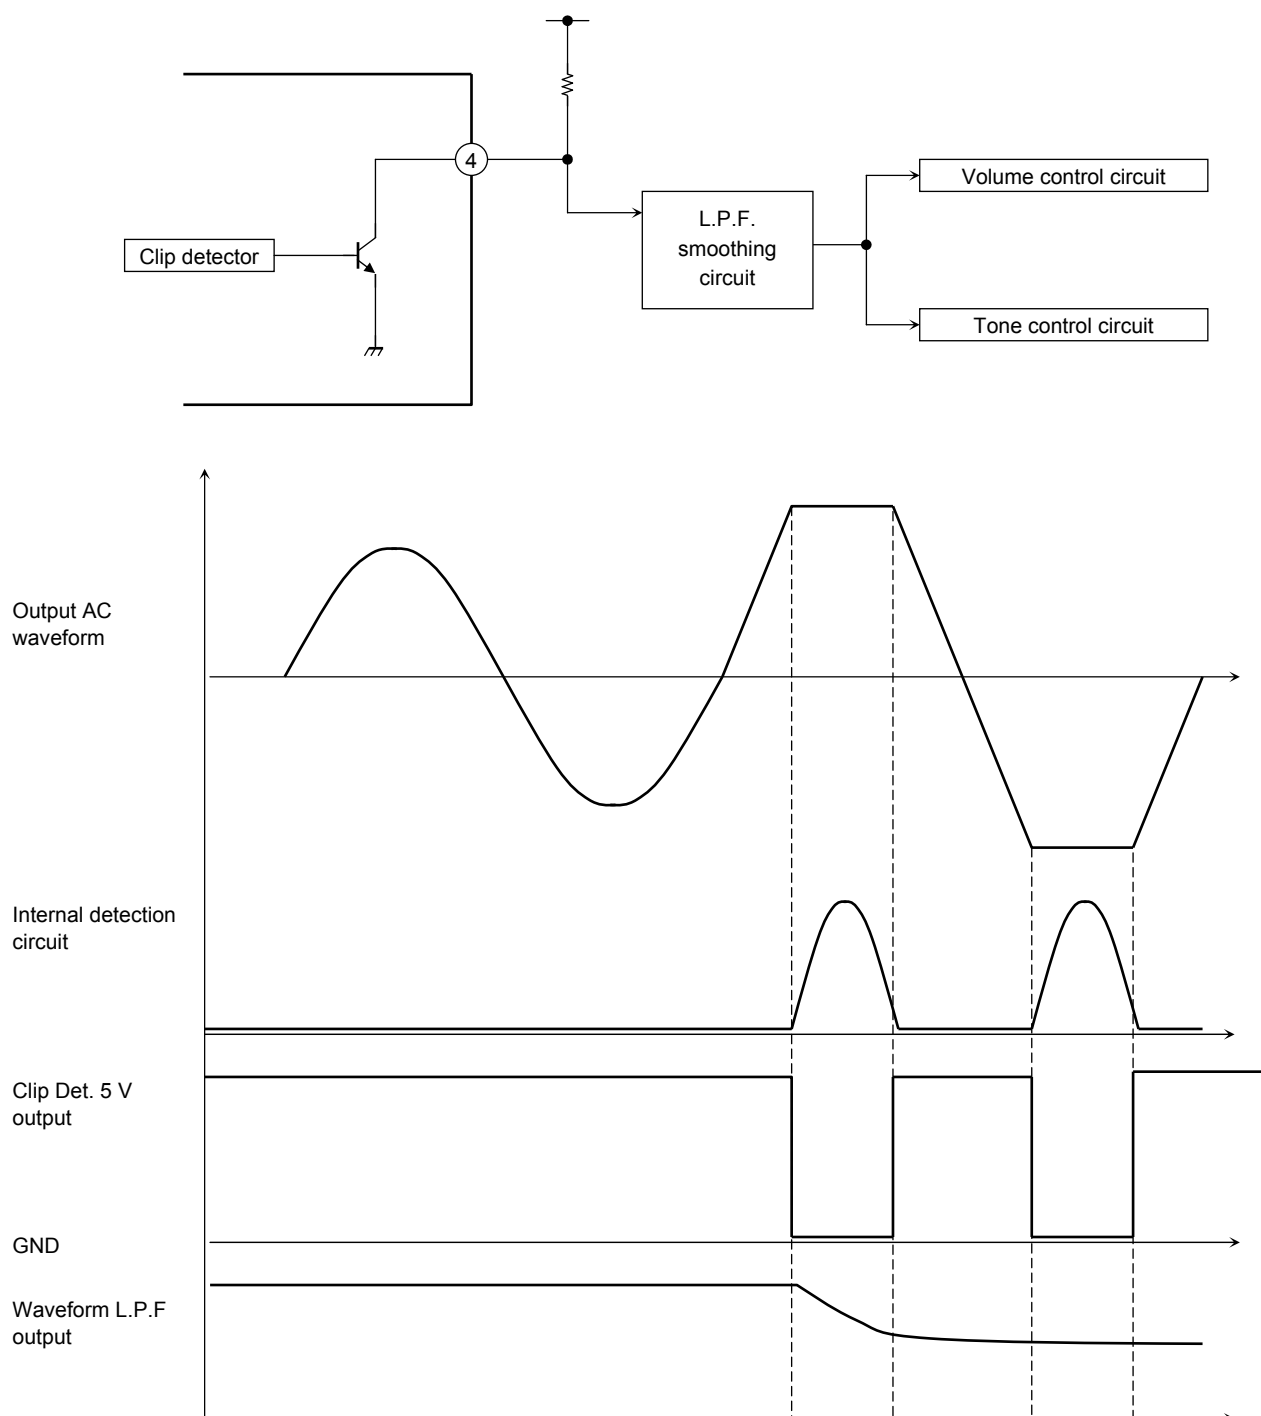 4
Volume control circuit
L.P.F.
smoothing
circuit
Clip detector
Tone control circuit
Output AC
waveform
Internal detection
circuit
Clip Det. 5 V
output
GND
Waveform L.P.F
output